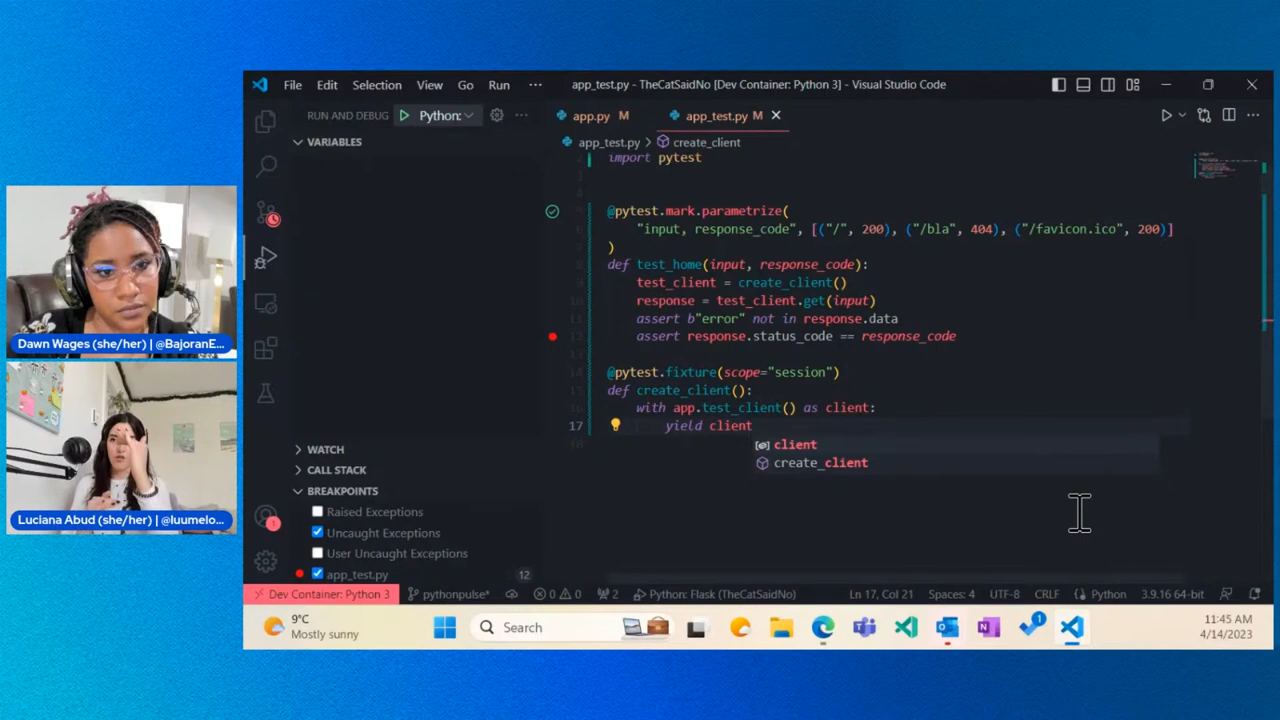 File Edit Selection View Go Run ··· app_test.py - TheCatSaidNo [Dev Container: Python 3] - Visual Studio Code
RUN AND DEBUG Python: ··· app.py M app_test.py M
app_test.py > create_client
VARIABLES
import pytest
@pytest.mark.parametrize(
"input, response_code", [("/", 200), ("/bla", 404), ("/favicon.ico", 200)]
)
def test_home(input, response_code):
test_client = create_client()
response = test_client.get(input)
assert b"error" not in response.data
assert response.status_code == response_code
@pytest.fixture(scope="session")
def create_client():
with app.test_client() as client:
17 yield client
18
client
create_client
WATCH
CALL STACK
BREAKPOINTS
Raised Exceptions
Uncaught Exceptions
User Uncaught Exceptions
app_test.py 12
Dawn Wages (she/her) | @BajoranE...
Luciana Abud (she/her) | @luumelo...
1
Dev Container: Python 3 pythonpulse* 0 0 2 Python: Flask (TheCatSaidNo) Ln 17, Col 21 Spaces: 4 UTF-8 CRLF Python 3.9.16 64-bit
9°C
Mostly sunny
Search
1
11:45 AM
4/14/2023